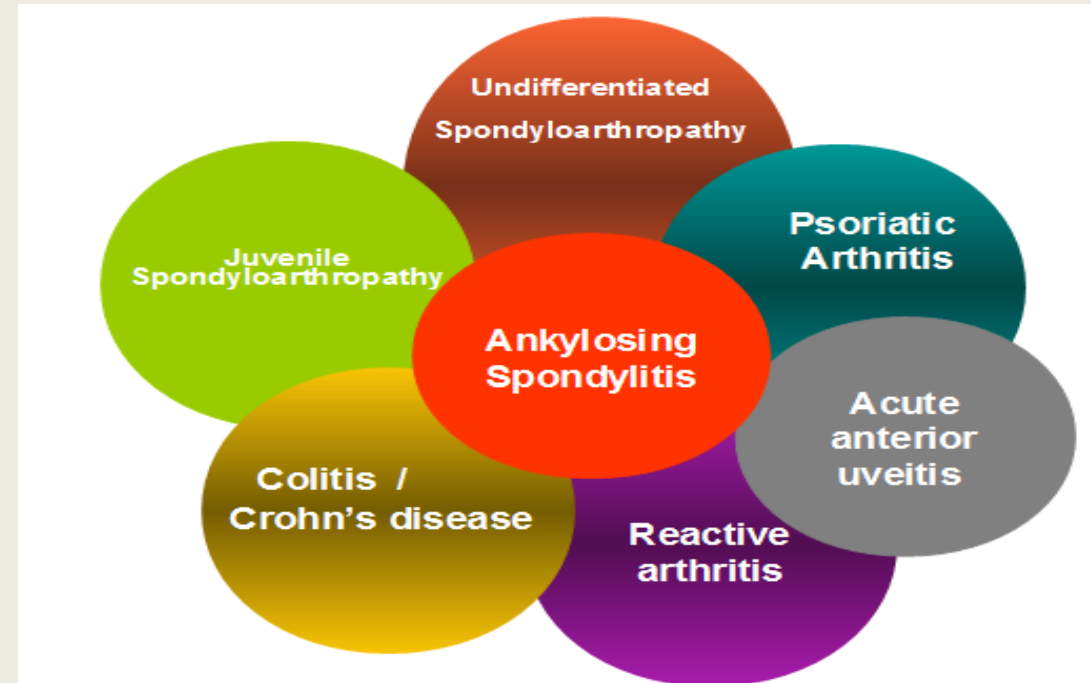 Undifferentiated
Spondyloarthropathy
Psoriatic
Arthritis
Juvenile
Spondyloarthropathy
Ankylosing
Spondylitis
Acute
anterior
uveitis
Colitis /
Crohn’s disease
Reactive
arthritis